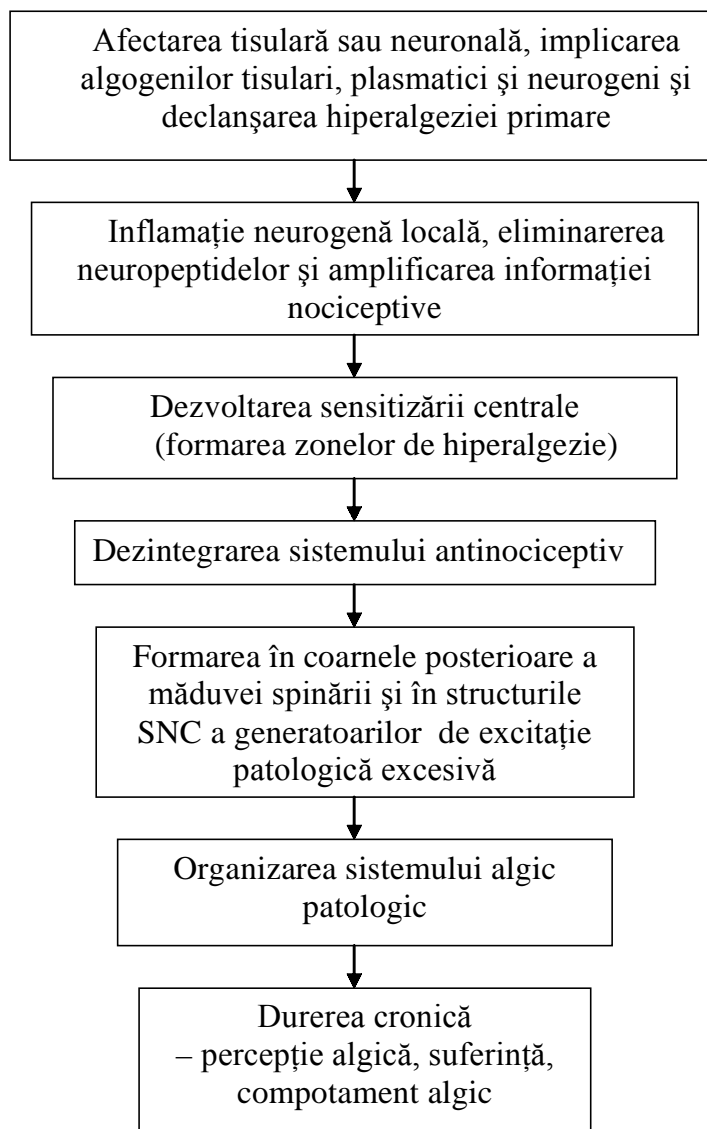 Afectarea tisulară sau neuronală, implicarea
algogenilor tisulari, plasmatici şi neurogeni şi
declanşarea hiperalgeziei primare
Inflamație neurogenă locală, eliminarerea
neuropeptidelor şi amplificarea informației
nociceptive
Dezvoltarea sensitizării centrale
(formarea zonelor de hiperalgezie)
Dezintegrarea sistemului antinociceptiv
Formarea în coarnele posterioare a
măduvei spinării şi în structurile
SNC a generatoarilor de excitație
patologică excesivă
Organizarea sistemului algic
patologic
Durerea cronică
– percepție algică, suferință,
compotament algic